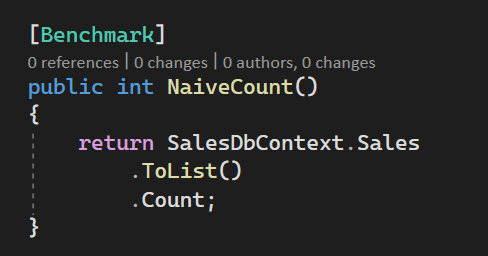 [Benchmark]
0 references | 0 changes | 0 authors, 0 changes
public int NaiveCount()
{
    return SalesDbContext.Sales
        .ToList()
        .Count;
}